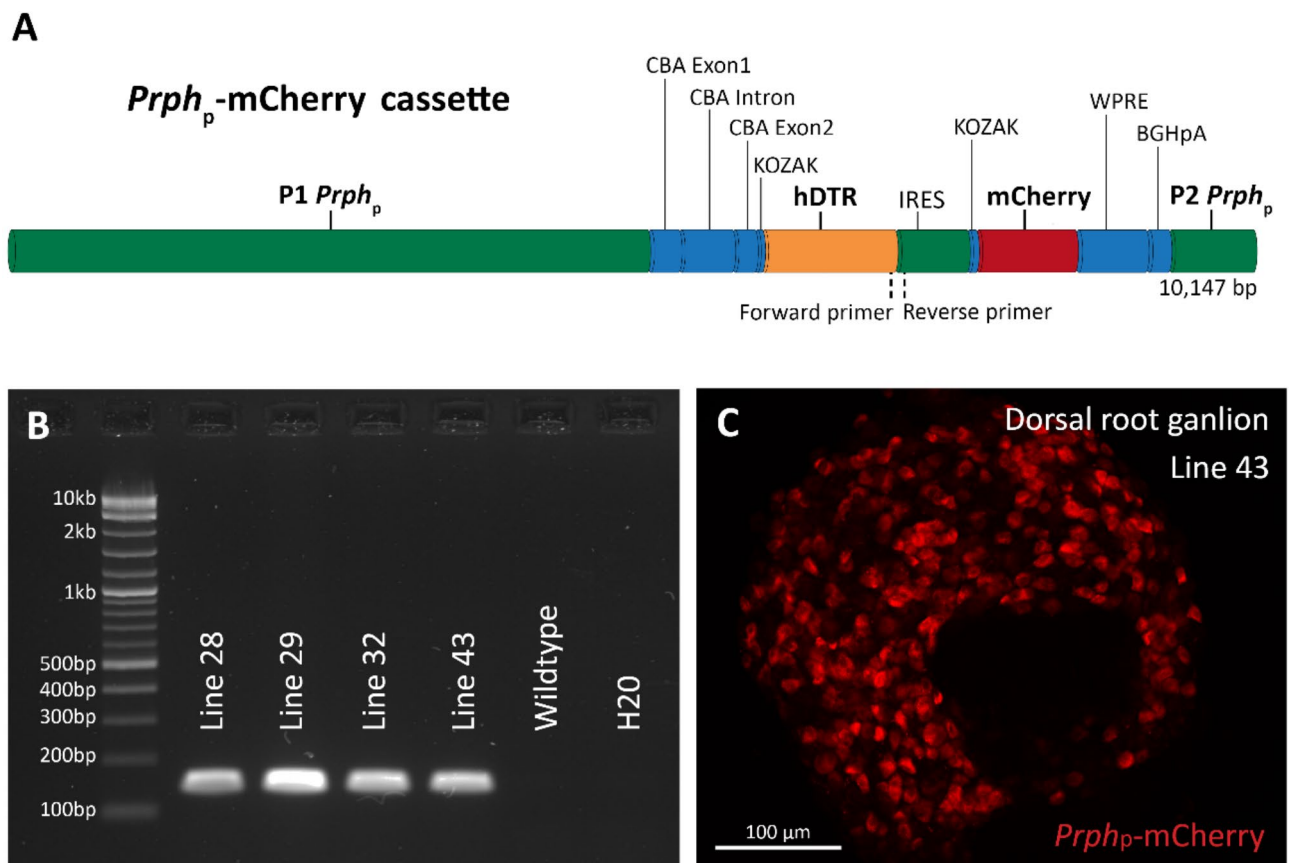 A
Prphp-mCherry cassette
CBA Exon1
CBA Intron
CBA Exon2
KOZAK
P1 Prphp
hDTR
IRES
KOZAK
mCherry
WPRE
BGHpA
P2 Prphp
10,147 bp
Forward primer
Reverse primer
B
10kb
2kb
1kb
500bp
400bp
300bp
200bp
100bp
Line 28
Line 29
Line 32
Line 43
Wildtype
H20
C
Dorsal root ganlion
Line 43
100 µm
Prphp-mCherry